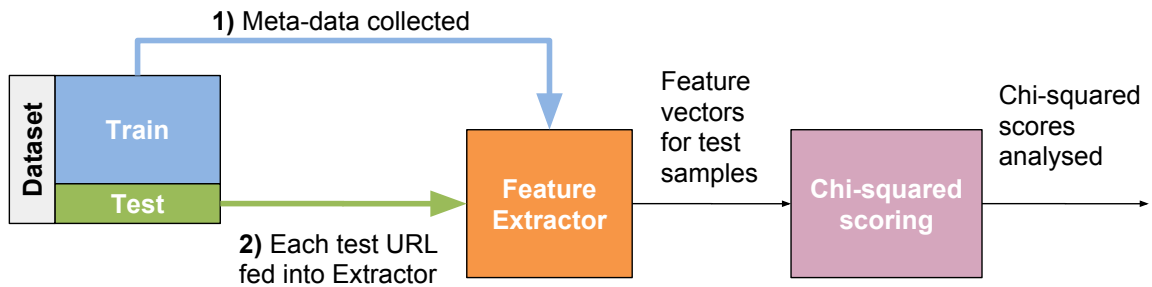 1) Meta-data collected
Dataset
Train
Test
2) Each test URL
fed into Extractor
Feature
Extractor
Feature
vectors
for test
samples
Chi-squared
scoring
Chi-squared
scores
analysed